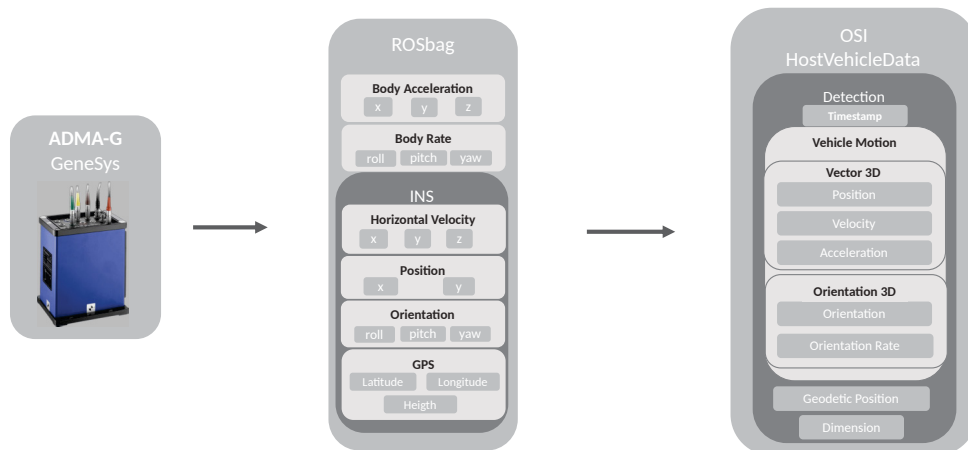 ADMA-G
GeneSys
ROSbag
Body Acceleration
x y z
Body Rate
roll pitch yaw
INS
Horizontal Velocity
x y z
Position
x y
Orientation
roll pitch yaw
GPS
Latitude Longitude
Heigth
OSI
HostVehicleData
Detection
Timestamp
Vehicle Motion
Vector 3D
Position
Velocity
Acceleration
Orientation 3D
Orientation
Orientation Rate
Geodetic Position
Dimension